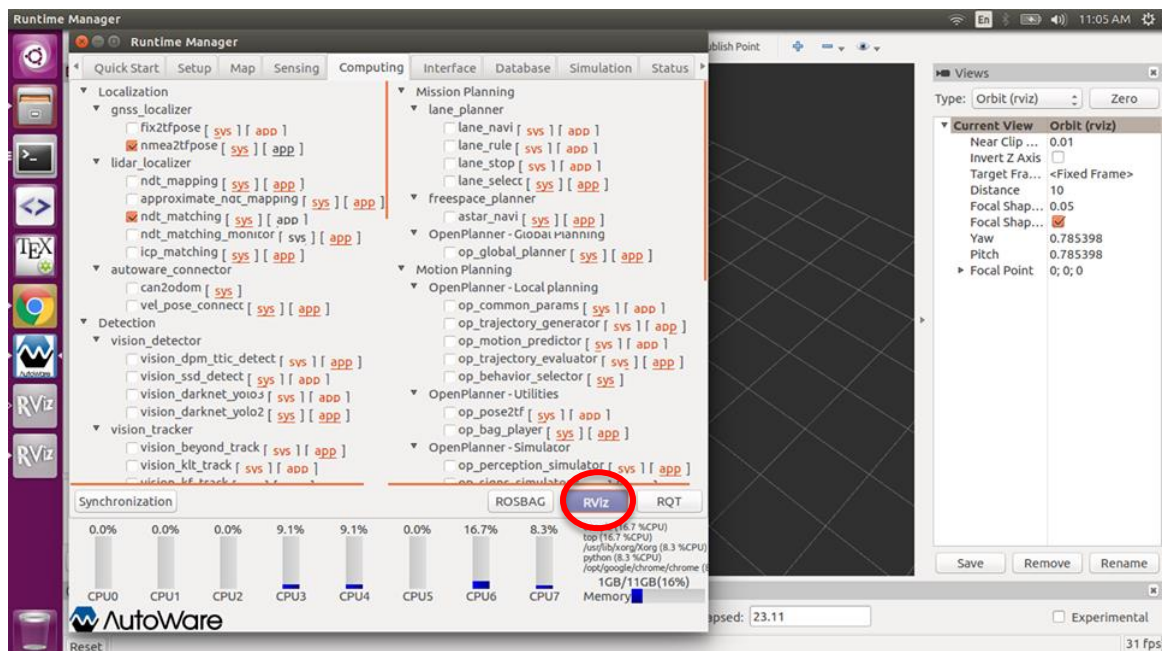 Runtime Manager
En
11:05 AM
Runtime Manager
Quick Start Setup Map Sensing Computing Interface Database Simulation Status
Localization
gnss_localizer
fix2tfpose [ sys ] [ app ]
nmea2tfpose [ sys ] [ app ]
lidar_localizer
ndt_mapping [ sys ] [ app ]
approximate_ndt_mapping [ sys ] [ app ]
ndt_matching [ sys ] [ app ]
ndt_matching_monitor [ sys ] [ app ]
icp_matching [ sys ] [ app ]
autoware_connector
can2odom [ sys ]
vel_pose_connect [ sys ] [ app ]
Detection
vision_detector
vision_dpm_ttic_detect [ sys ] [ app ]
vision_ssd_detect [ sys ] [ app ]
vision_darknet_yolo3 [ sys ] [ app ]
vision_darknet_yolo2 [ sys ] [ app ]
vision_tracker
vision_beyond_track [ sys ] [ app ]
vision_klt_track [ sys ] [ app ]
Mission Planning
lane_planner
lane_navi [ sys ] [ app ]
lane_rule [ sys ] [ app ]
lane_stop [ sys ] [ app ]
lane_select [ sys ] [ app ]
freespace_planner
astar_navi [ sys ] [ app ]
OpenPlanner - Global Planning
op_global_planner [ sys ] [ app ]
Motion Planning
OpenPlanner - Local planning
op_common_params [ sys ] [ app ]
op_trajectory_generator [ sys ] [ app ]
op_motion_predictor [ sys ] [ app ]
op_trajectory_evaluator [ sys ] [ app ]
op_behavior_selector [ sys ]
OpenPlanner - Utilities
op_pose2tf [ sys ] [ app ]
op_bag_player [ sys ] [ app ]
OpenPlanner - Simulator
op_perception_simulator [ sys ] [ app ]
Synchronization
ROSBAG RViz RQT
0.0% 0.0% 0.0% 9.1% 9.1% 0.0% 16.7% 8.3%
CPU0 CPU1 CPU2 CPU3 CPU4 CPU5 CPU6 CPU7
(16.7 %CPU)
top (16.7 %CPU)
/usr/lib/xorg/Xorg (8.3 %CPU)
python (8.3 %CPU)
/opt/google/chrome/chrome (8
1GB/11GB(16%)
Memory
AutoWare
Reset
TEX
Autoware
RViz
RViz
blish Point
Views
Type: Orbit (rviz) Zero
Current View Orbit (rviz)
Near Clip ... 0.01
Invert Z Axis
Target Fra... <Fixed Frame>
Distance 10
Focal Shap... 0.05
Focal Shap...
Yaw 0.785398
Pitch 0.785398
Focal Point 0; 0; 0
Save Remove Rename
apsed: 23.11
Experimental
31 fps